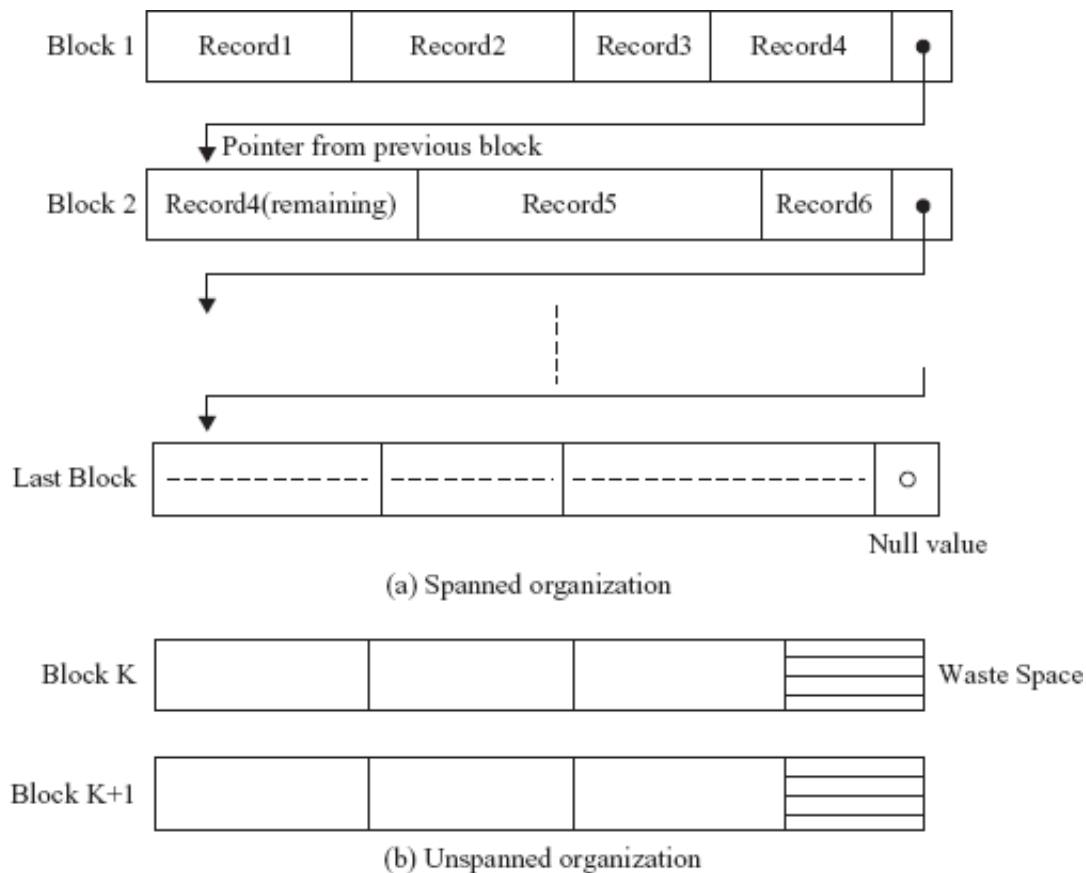 Block 1 Record1 Record2 Record3 Record4
Pointer from previous block
Block 2 Record4(remaining) Record5 Record6
Last Block
Null value
(a) Spanned organization
Block K Waste Space
Block K+1
(b) Unspanned organization